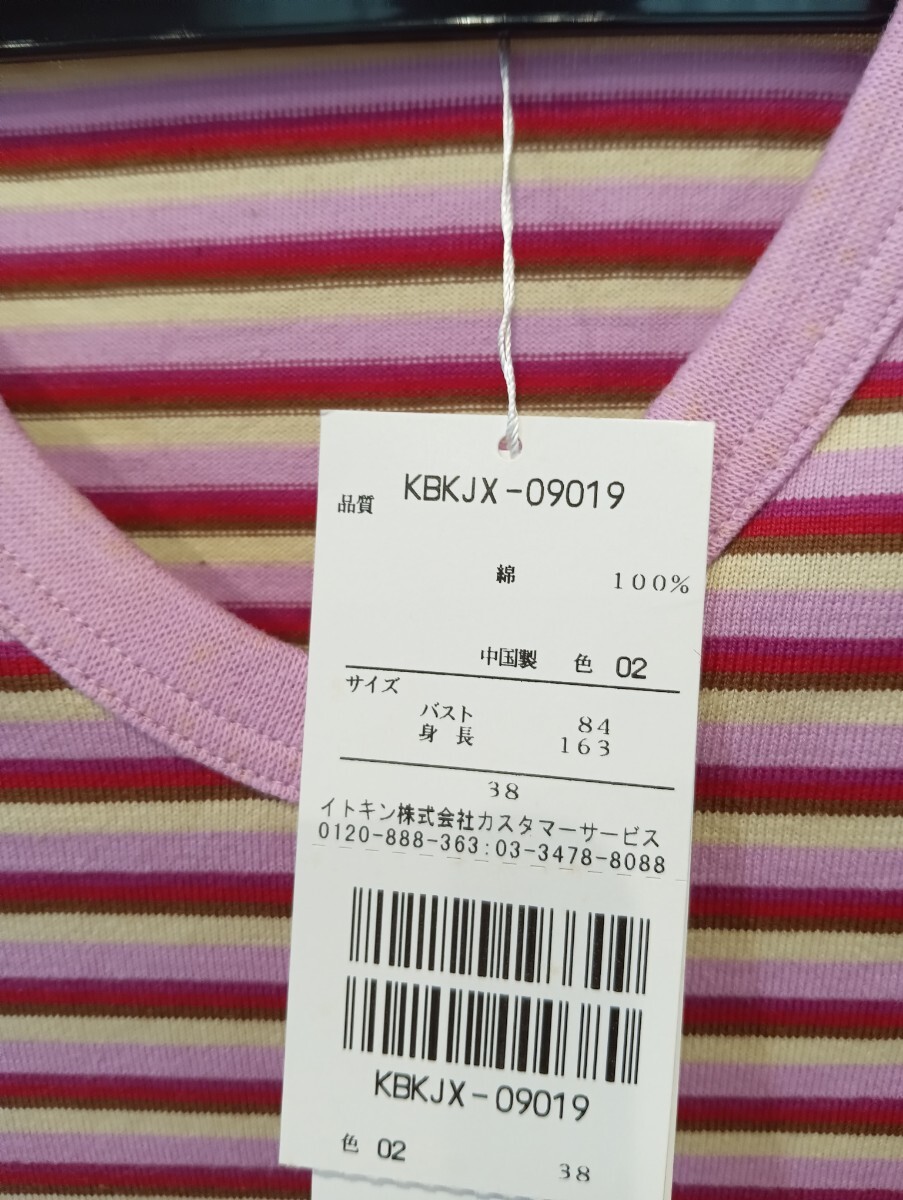 KBKJX-09019
品質
綿 100%
中国製 色 02
サイズ
バスト 84
身長 163
38
イトキン株式会社カスタマーサービス
0120-888-363:03-3478-8088
KBKJX-09019
色 02
38